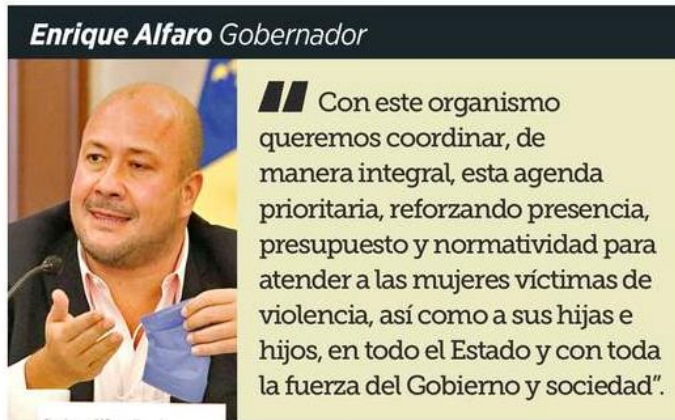 Enrique Alfaro Gobernador
"Con este organismo
queremos coordinar, de
manera integral, esta agenda
prioritaria, reforzando presencia,
presupuesto y normatividad para
atender a las mujeres víctimas de
violencia, así como a sus hijas e
hijos, en todo el Estado y con toda
la fuerza del Gobierno y sociedad”.